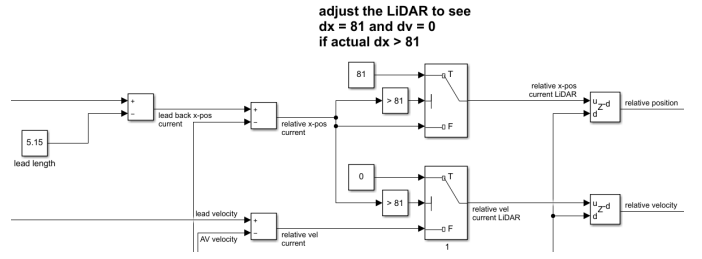 adjust the LiDAR to see
dx = 81 and dv = 0
if actual dx > 81
81
T
> 81
F
+
−
lead back x-pos
current
+
−
relative x-pos
current
relative x-pos
current LiDAR
u
d
Z-d
relative position
5.15
lead length
0
T
> 81
F
1
lead velocity
AV velocity
+
−
relative vel
current
relative vel
current LiDAR
u
d
Z-d
relative velocity